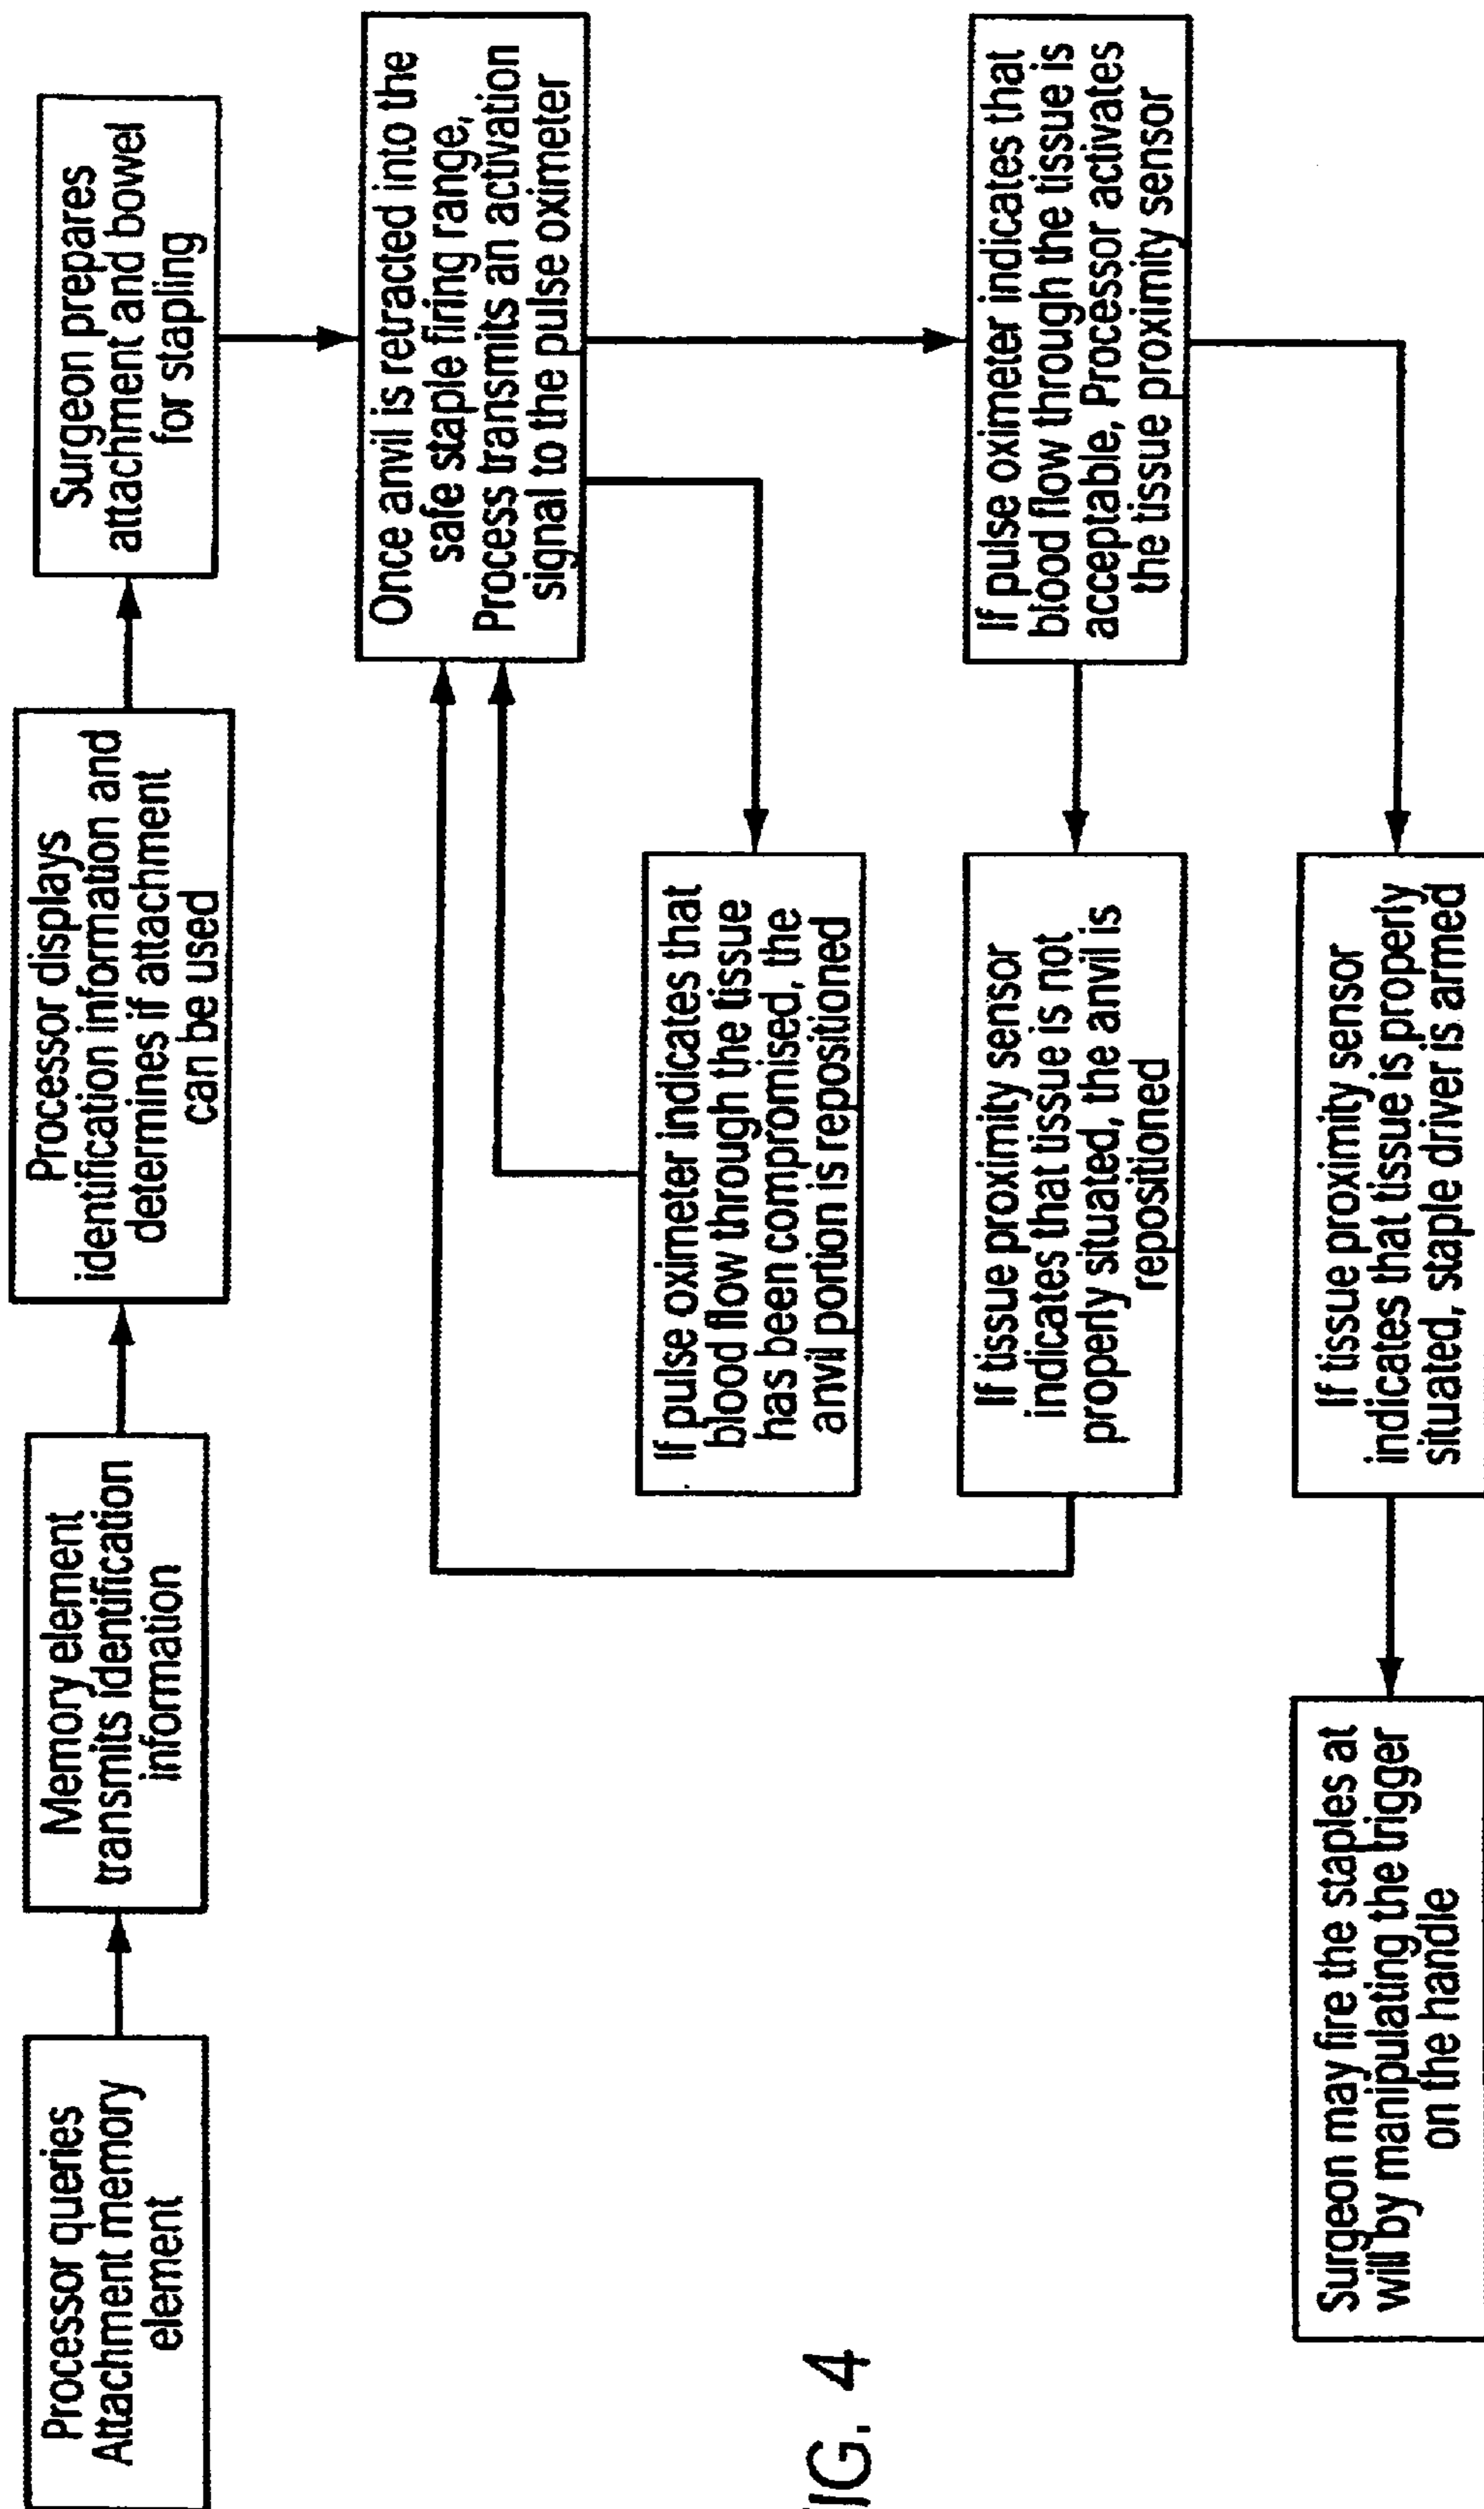 Processor queries
Attachment memory
element
Memory element
transmits identification
information
Processor displays
identification information and
determines if attachment
can be used
Surgeon prepares
attachment and bowel
for stapling
Once anvil is retracted into the
safe staple firing range,
Process transmits an activation
signal to the pulse oximeter
If pulse oximeter indicates that
blood flow through the tissue
has been compromised, the
anvil portion is repositioned
If pulse oximeter indicates that
blood flow through the tissue is
acceptable, Processor activates
the tissue proximity sensor
If tissue proximity sensor
indicates that tissue is not
properly situated, the anvil is
repositioned
If tissue proximity sensor
indicates that tissue is properly
situated, staple driver is armed
Surgeon may fire the staples at
will by manipulating the trigger
on the handle
IG. 4